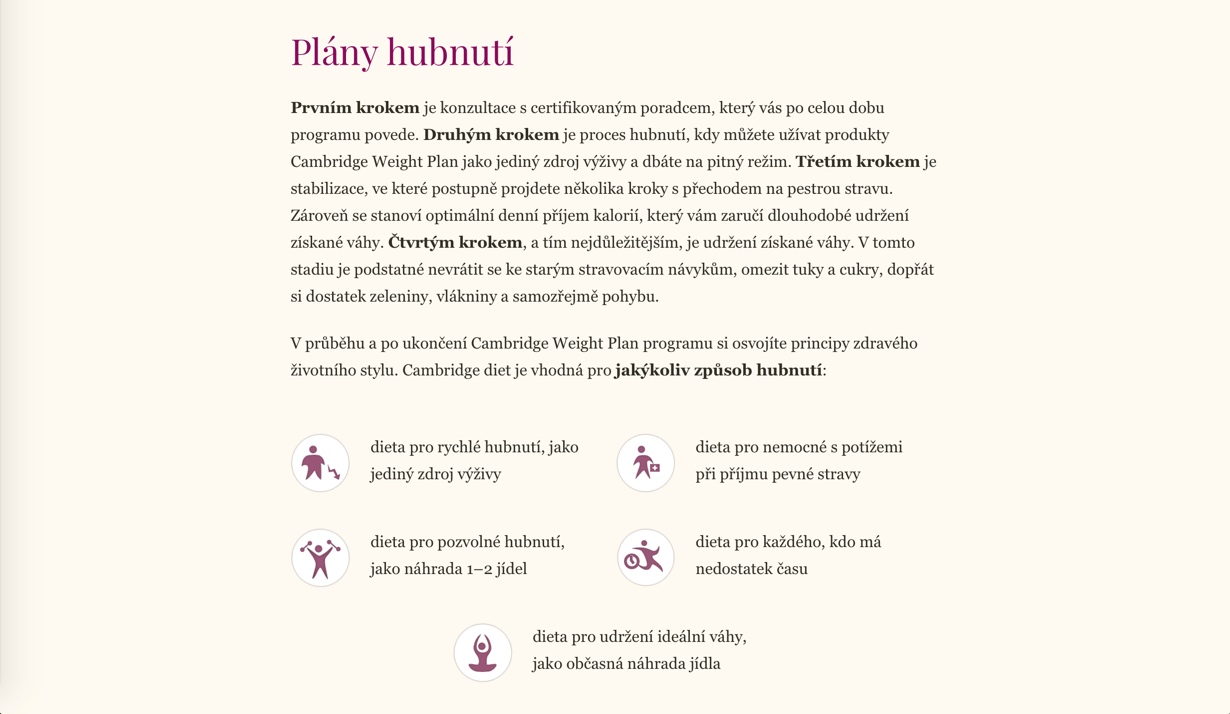 Plány hubnutí
Prvním krokem je konzultace s certifikovaným poradcem, který vás po celou dobu
programu povede. Druhým krokem je proces hubnutí, kdy můžete užívat produkty
Cambridge Weight Plan jako jediný zdroj výživy a dbáte na pitný režim. Třetím krokem je
stabilizace, ve které postupně projdete několika kroky s přechodem na pestrou stravu.
Zároveň se stanoví optimální denní příjem kalorií, který vám zaručí dlouhodobé udržení
získané váhy. Čtvrtým krokem, a tím nejdůležitějším, je udržení získané váhy. V tomto
stadiu je podstatné nevrátit se ke starým stravovacím návykům, omezit tuky a cukry, dopřát
si dostatek zeleniny, vlákniny a samozřejmě pohybu.
V průběhu a po ukončení Cambridge Weight Plan programu si osvojíte principy zdravého
životního stylu. Cambridge diet je vhodná pro jakýkoliv způsob hubnutí:
dieta pro rychlé hubnutí, jako
jediný zdroj výživy
dieta pro nemocné s potížemi
při příjmu pevné stravy
dieta pro pozvolné hubnutí,
jako náhrada 1–2 jídel
dieta pro každého, kdo má
nedostatek času
dieta pro udržení ideální váhy,
jako občasná náhrada jídla